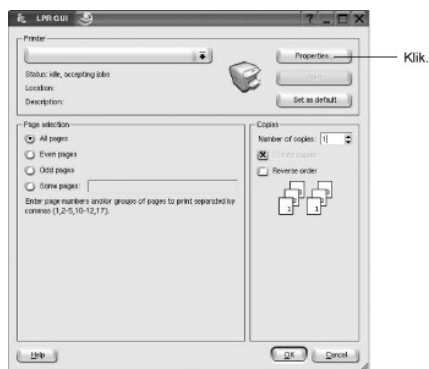 LPR GUI
Printer
Properties
Klik.
Status: idle, accepting jobs
Print
Location:
Description:
Set as default
Page selection
All pages
Even pages
Odd pages
Some pages:
Enter page numbers and/or groups of pages to print separated by
commas (1,2-5,10-12,17).
Copies
Number of copies: 1
Collate copies
Reverse order
Help
OK
Cancel